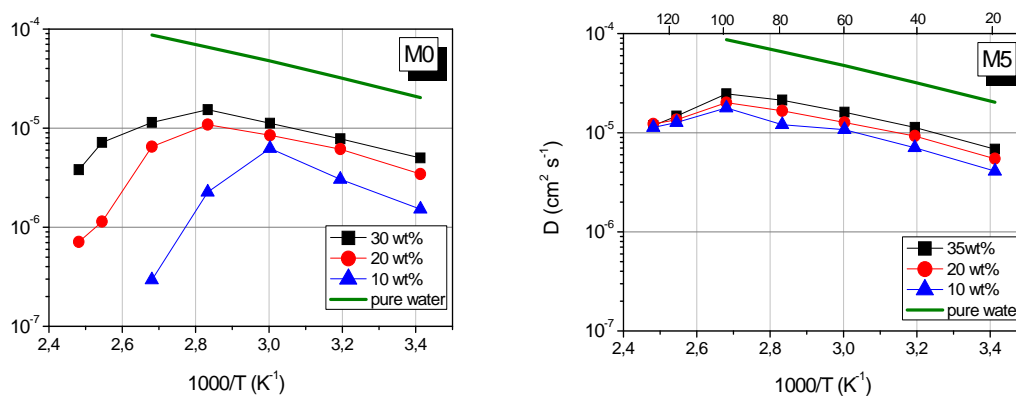 10⁻⁴
10⁻⁵
10⁻⁶
10⁻⁷
M0
30 wt%
20 wt%
10 wt%
pure water
2,4 2,6 2,8 3,0 3,2 3,4
1000/T (K⁻¹)
120 100 80 60 40 20
10⁻⁴
10⁻⁵
10⁻⁶
10⁻⁷
D (cm² s⁻¹)
M5
35wt%
20 wt%
10 wt%
pure water
2,4 2,6 2,8 3,0 3,2 3,4
1000/T (K⁻¹)